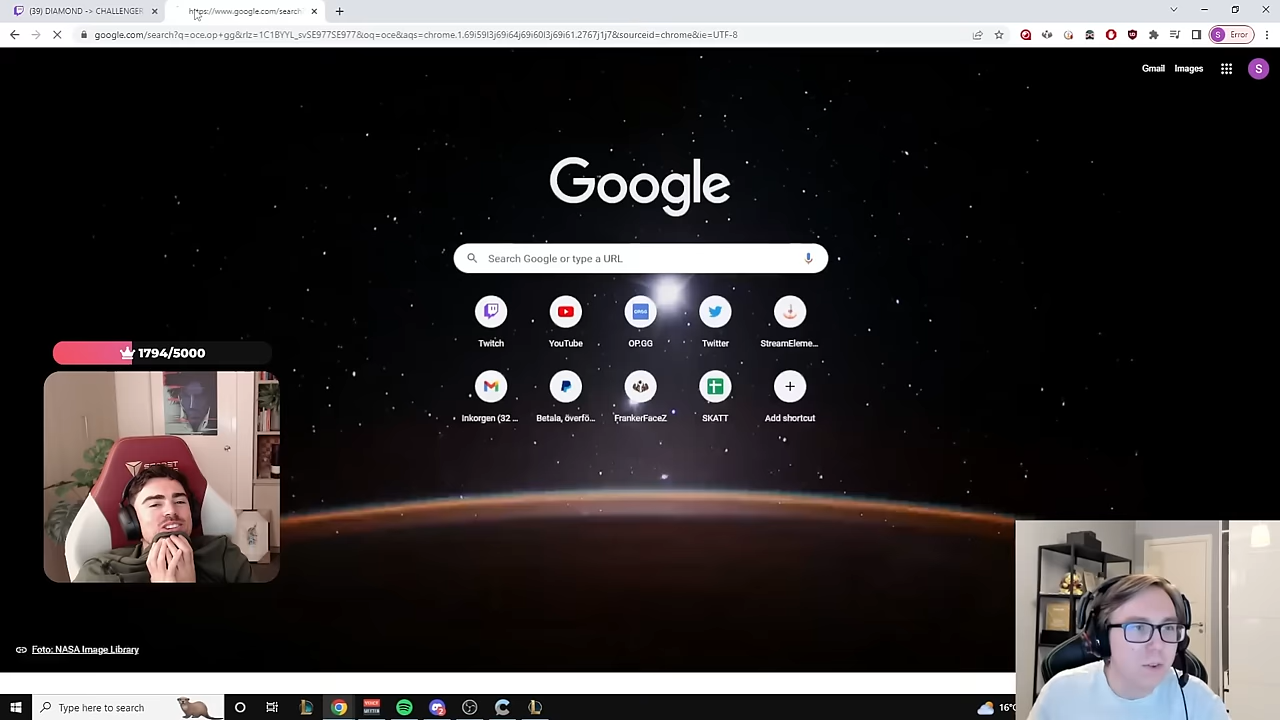 (39) DIAMOND -> CHALLENGER
https://www.google.com/search
google.com/search?q=oce.op+gg&rlz=1C1BYYL_svSE977SE977&oq=oce&aqs=chrome.1.69i59l3j69i64j69i60l3j69i61.2767j1j7&sourceid=chrome&ie=UTF-8
S Error
Gmail Images
S
Google
Search Google or type a URL
OP.GG
Twitch YouTube OP.GG Twitter StreamEleme...
Inkorgen (32 ... Betala, överfö... FrankerFaceZ SKATT Add shortcut
1794/5000
Foto: NASA Image Library
Type here to search
16°C